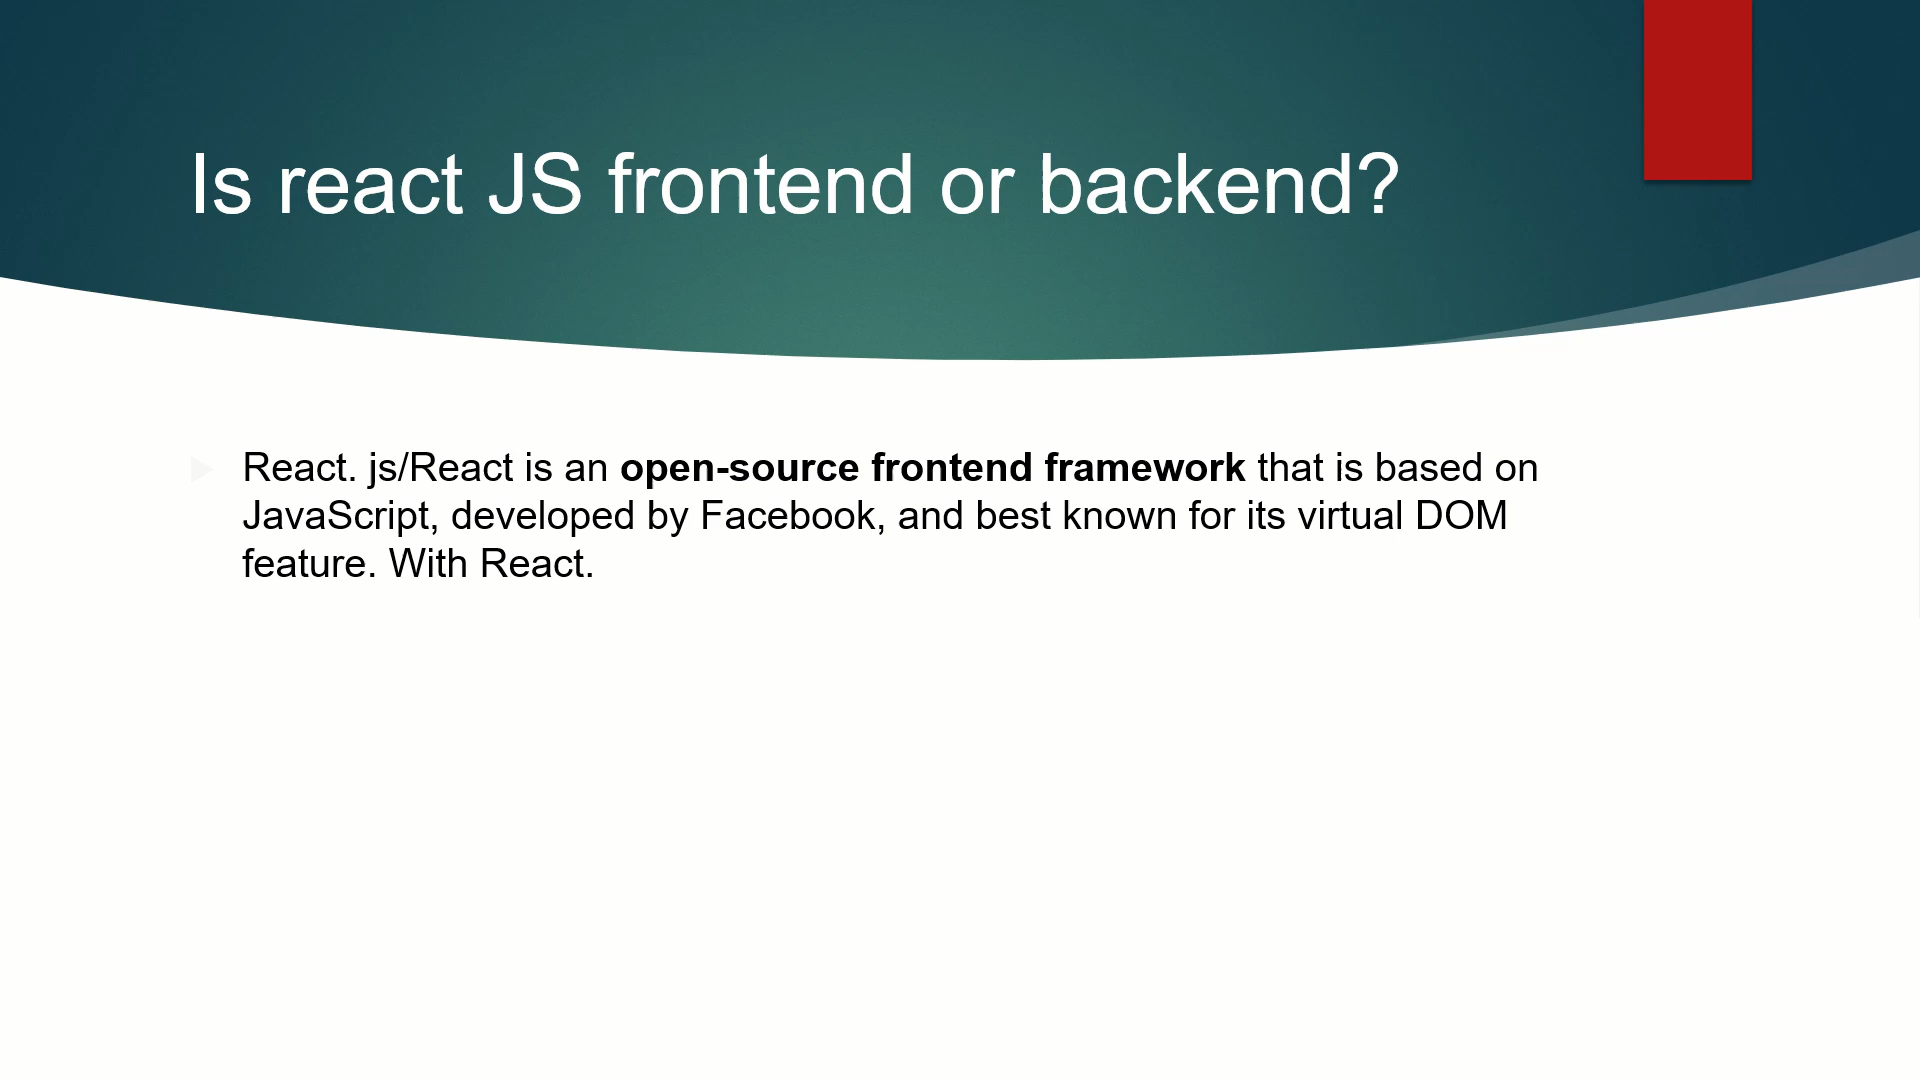 Is react JS frontend or backend?
React. js/React is an open-source frontend framework that is based on
JavaScript, developed by Facebook, and best known for its virtual DOM
feature. With React.